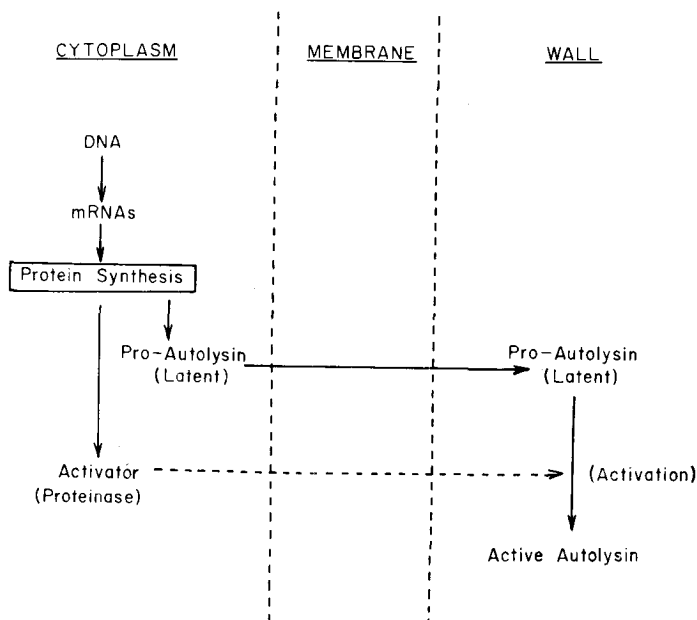 CYTOPLASM
MEMBRANE
WALL
DNA
mRNAs
Protein Synthesis
Pro-Autolysin
(Latent)
Pro-Autolysin
(Latent)
Activator
(Proteinase)
(Activation)
Active Autolysin